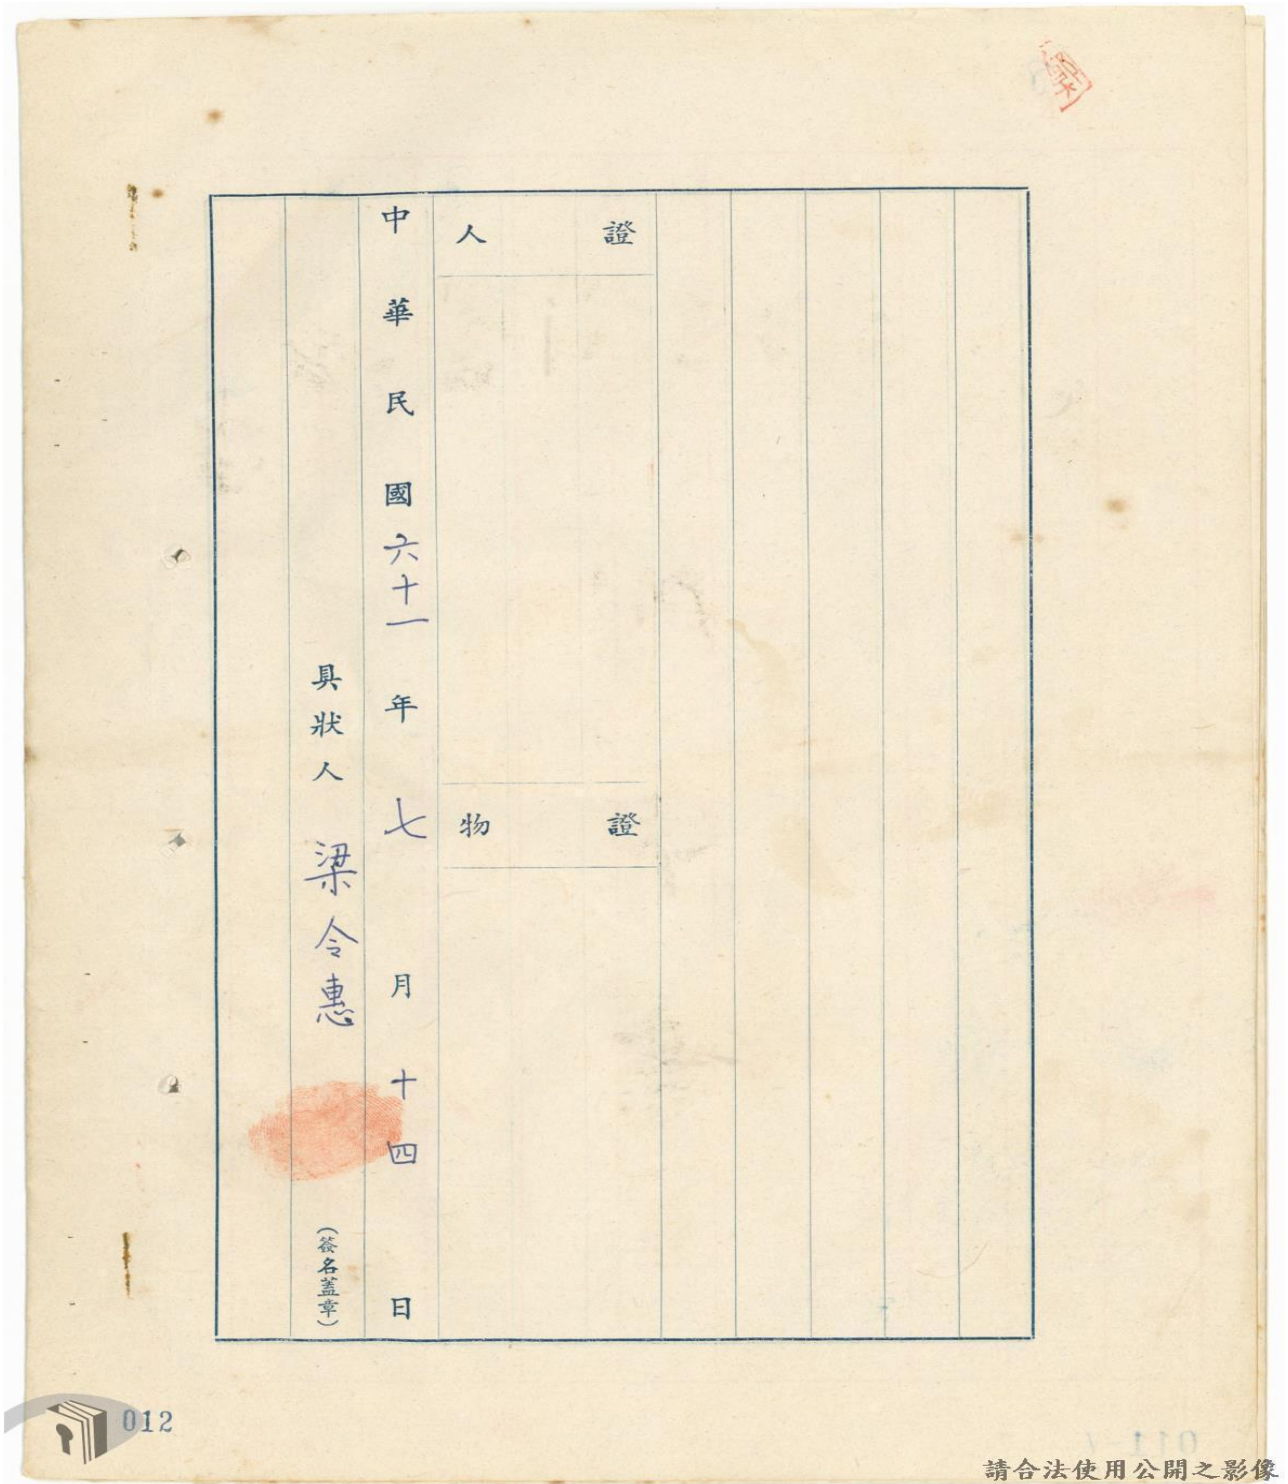 證人
證物
中華民國六十一年七月十四日
具狀人 梁令惠 (簽名蓋章)
012
請合法使用公開之影像